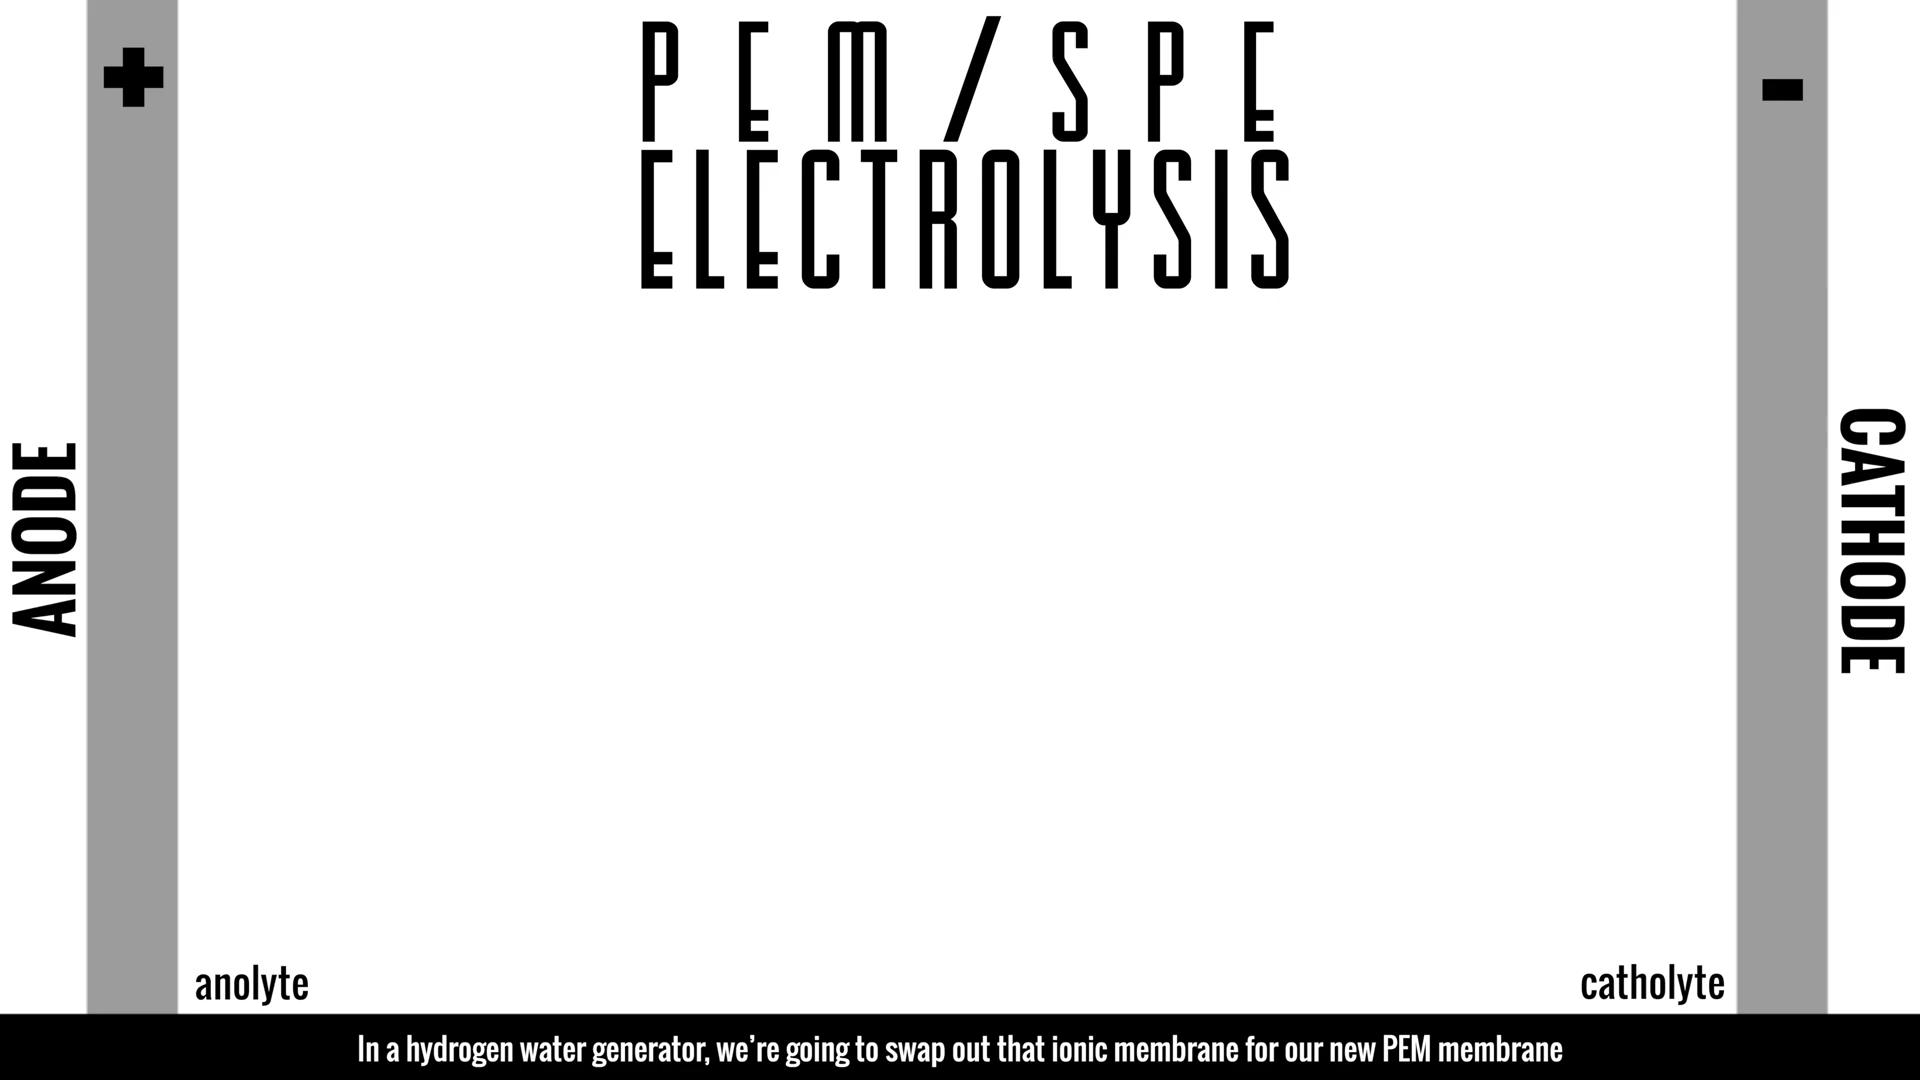 PEM/SPE
ELECTROLYSIS
+
-
ANODE
CATHODE
anolyte
catholyte
In a hydrogen water generator, we're going to swap out that ionic membrane for our new PEM membrane